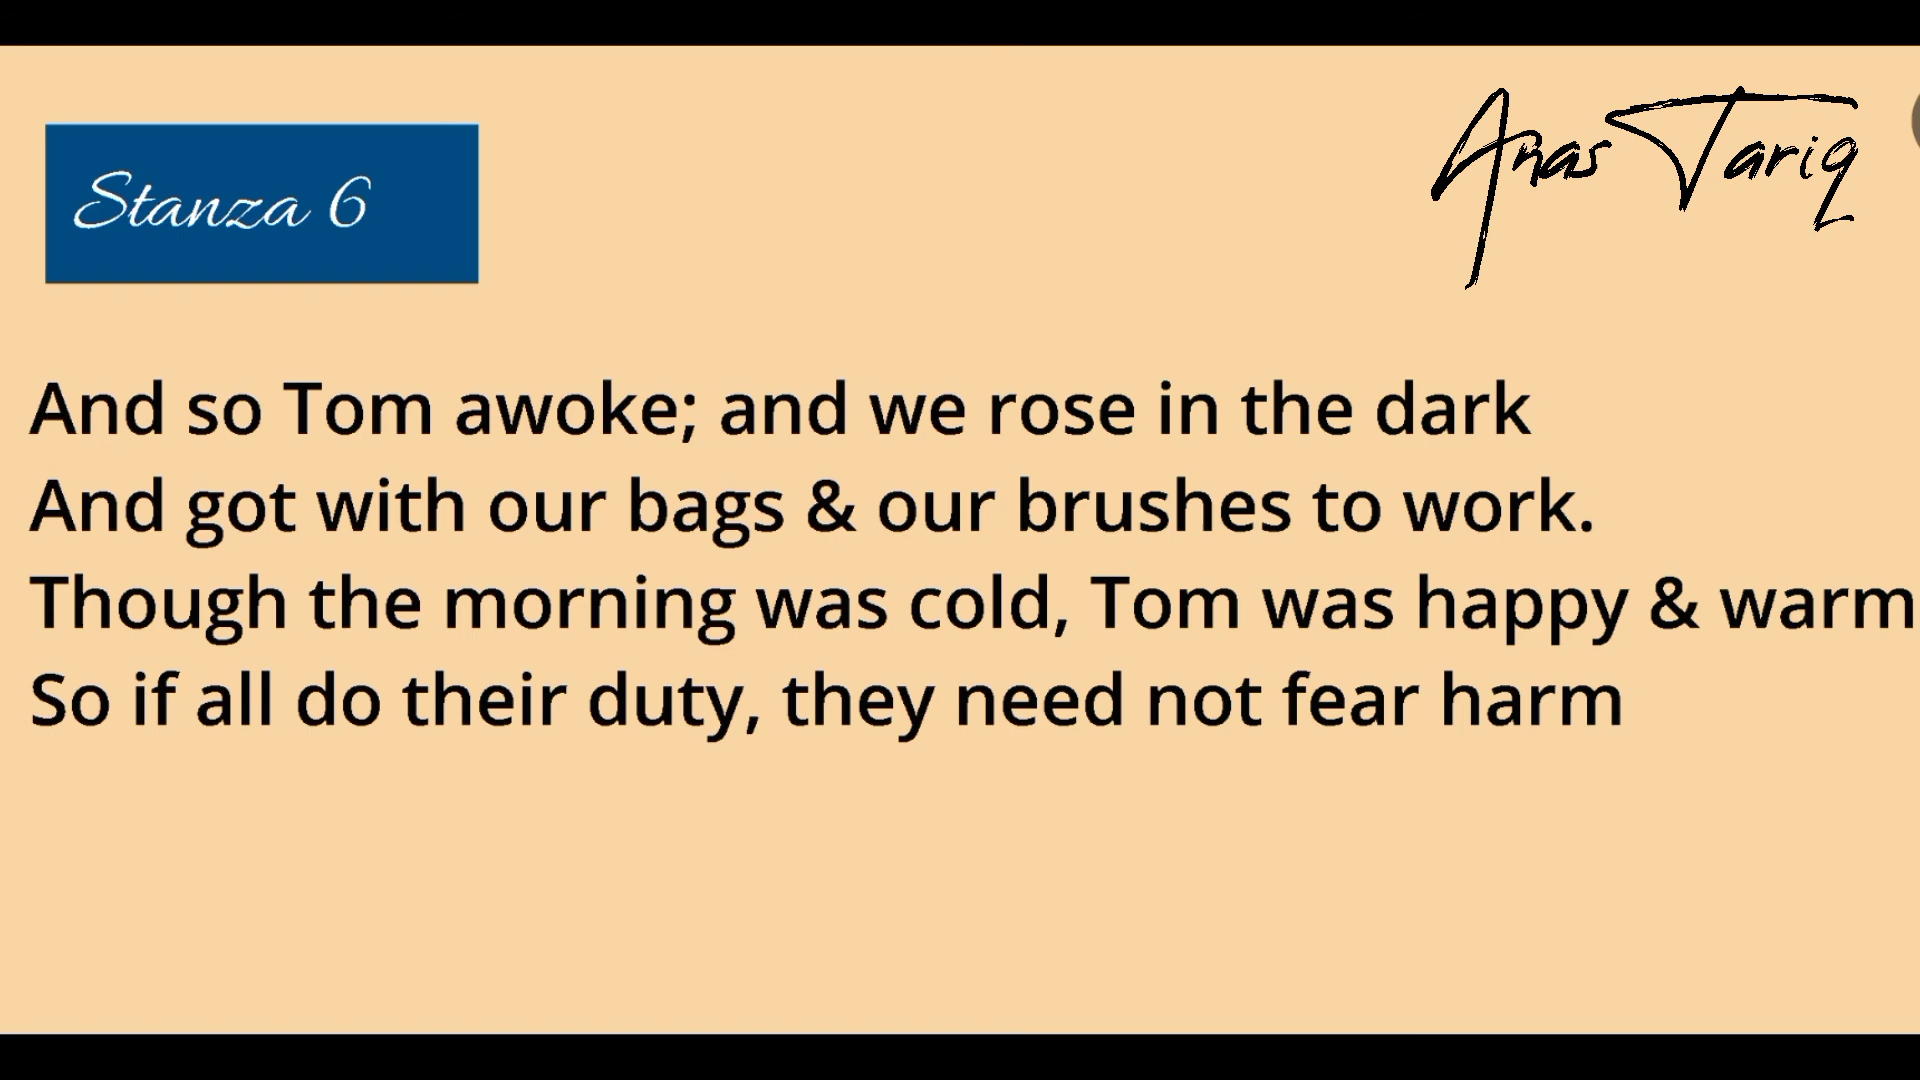 Stanza 6
Anas Tariq
And so Tom awoke; and we rose in the dark
And got with our bags & our brushes to work.
Though the morning was cold, Tom was happy & warm
So if all do their duty, they need not fear harm